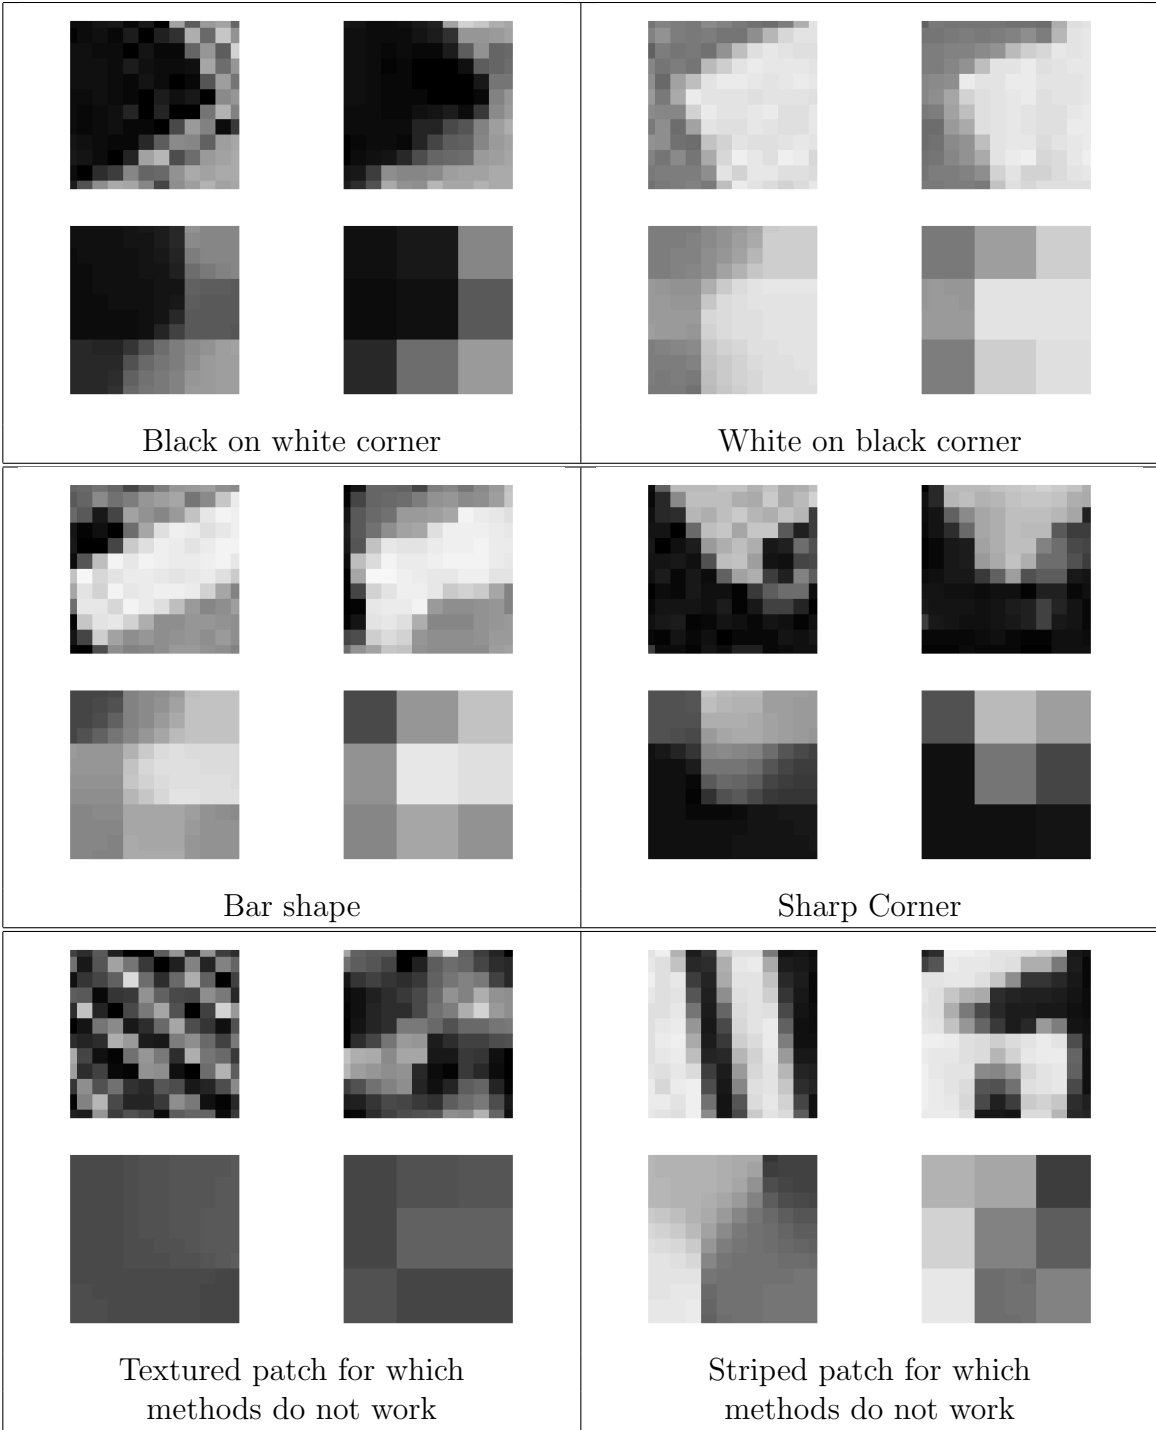 Black on white corner
White on black corner
Bar shape
Sharp Corner
Textured patch for which
methods do not work
Striped patch for which
methods do not work